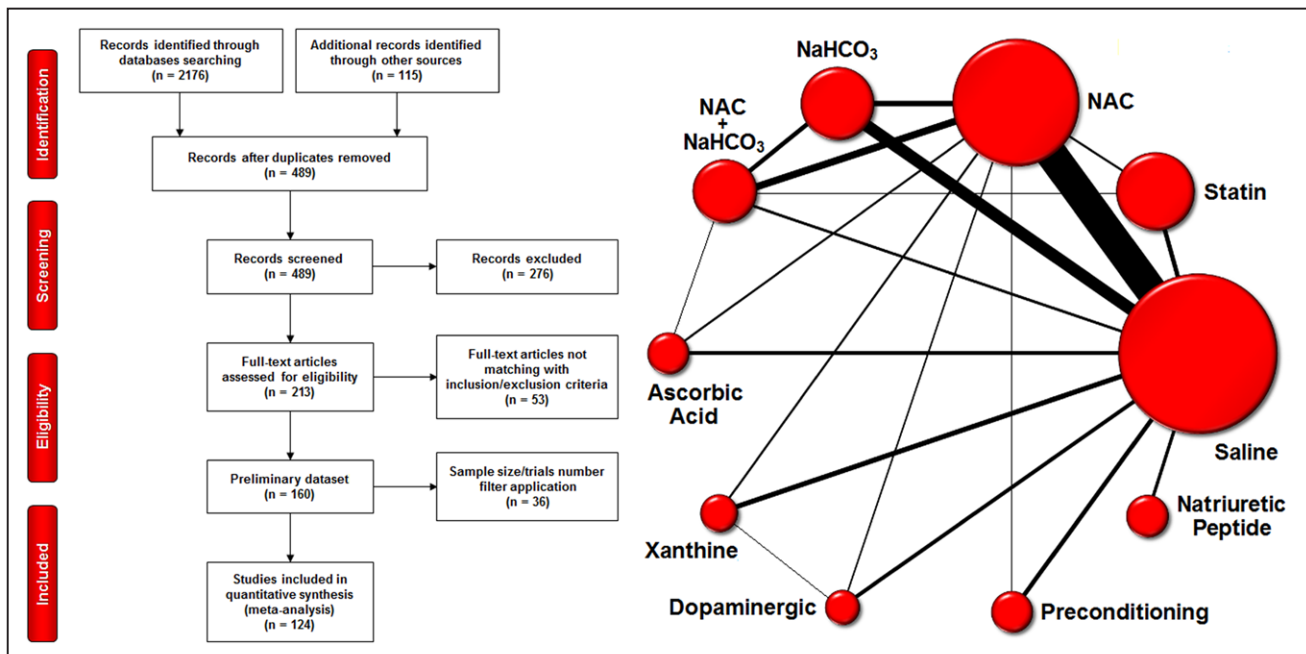 Identification
Records identified through
databases searching
(n = 2176)
Additional records identified
through other sources
(n = 115)
Records after duplicates removed
(n = 489)
Screening
Records screened
(n = 489)
Records excluded
(n = 276)
Eligibility
Full-text articles
assessed for eligibility
(n = 213)
Full-text articles not
matching with
inclusion/exclusion criteria
(n = 53)
Preliminary dataset
(n = 160)
Sample size/trials number
filter application
(n = 36)
Included
Studies included in
quantitative synthesis
(meta-analysis)
(n = 124)
NaHCO₃
NAC
NAC
+
NaHCO₃
Statin
Ascorbic
Acid
Saline
Xanthine
Natriuretic
Peptide
Dopaminergic
Preconditioning